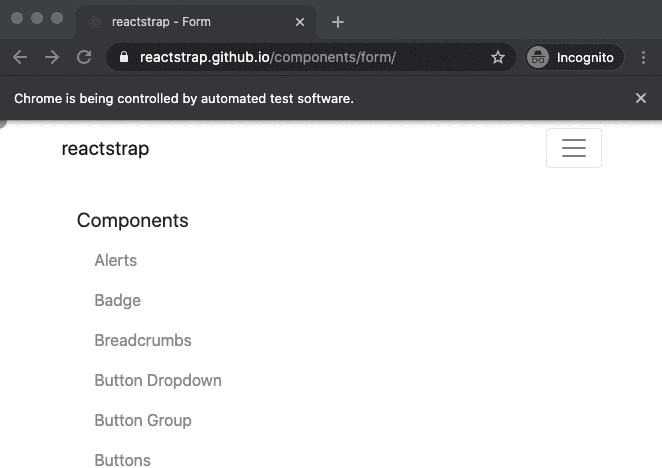 reactstrap - Form
reactstrap.github.io/components/form/
Incognito
Chrome is being controlled by automated test software.
reactstrap
Components
Alerts
Badge
Breadcrumbs
Button Dropdown
Button Group
Buttons